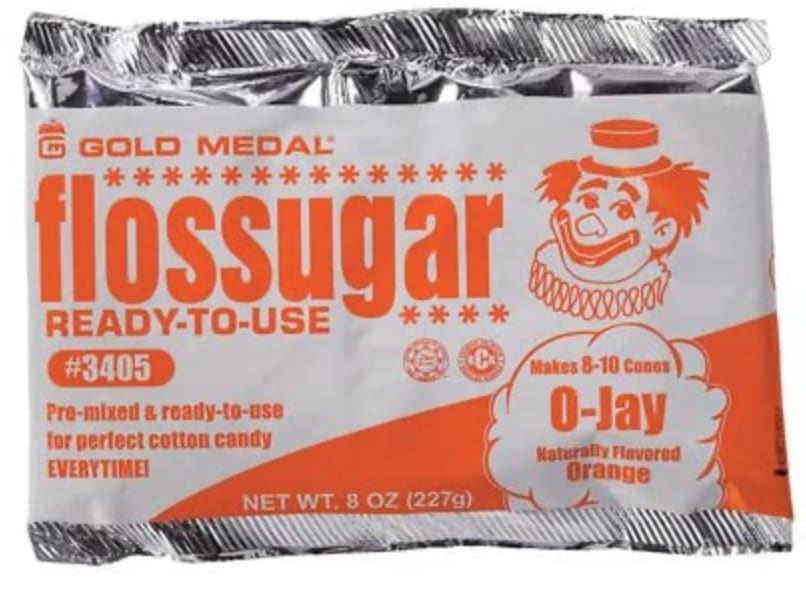 GOLD MEDAL®
flossugar
READY-TO-USE
#3405
Pre-mixed & ready-to-use
for perfect cotton candy
EVERYTIME!
NET WT. 8 OZ (227g)
Makes 8-10 Cones
O-Jay
Naturally Flavored
Orange